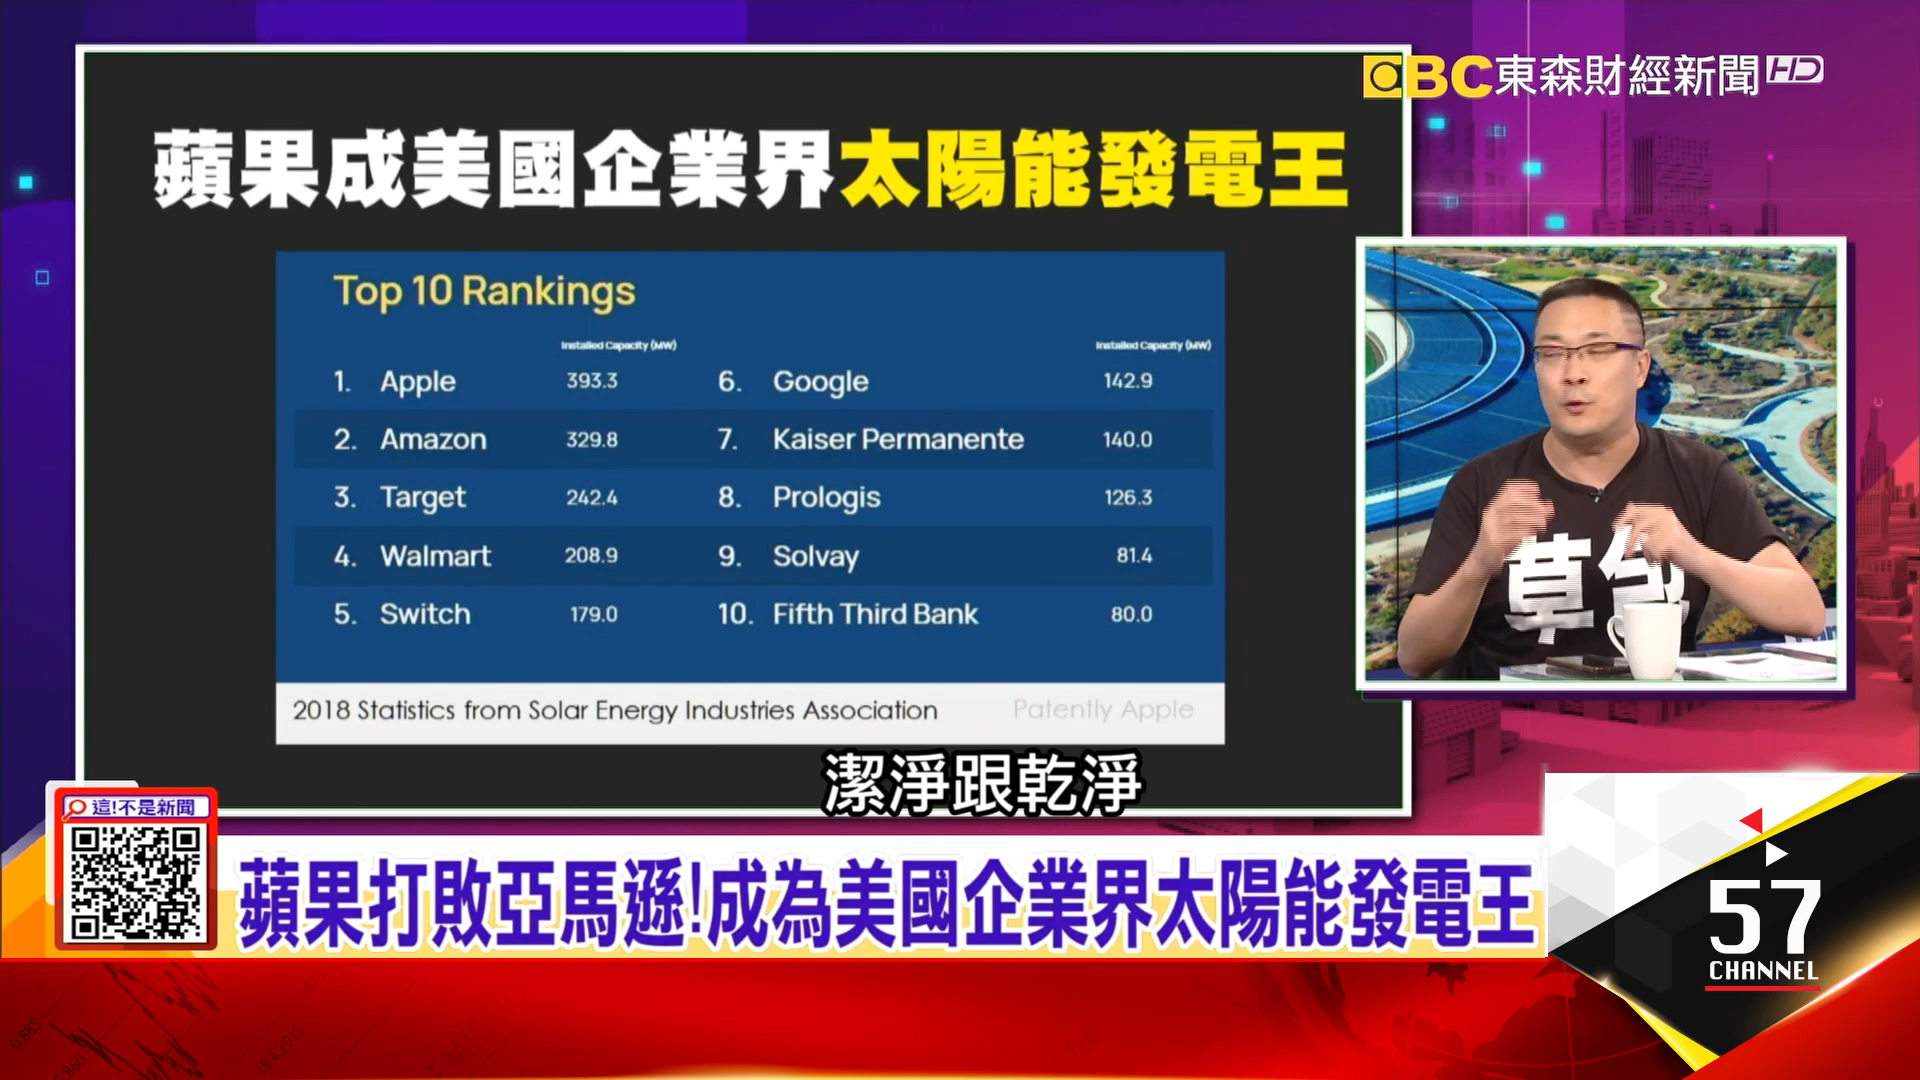 EBC東森財經新聞HD
蘋果成美國企業界太陽能發電王
Top 10 Rankings
Installed Capacity (MW)
1. Apple 393.3
2. Amazon 329.8
3. Target 242.4
4. Walmart 208.9
5. Switch 179.0
Installed Capacity (MW)
6. Google 142.9
7. Kaiser Permanente 140.0
8. Prologis 126.3
9. Solvay 81.4
10. Fifth Third Bank 80.0
2018 Statistics from Solar Energy Industries Association
Patently Apple
潔淨跟乾淨
這!不是新聞
蘋果打敗亞馬遜!成為美國企業界太陽能發電王
57
CHANNEL